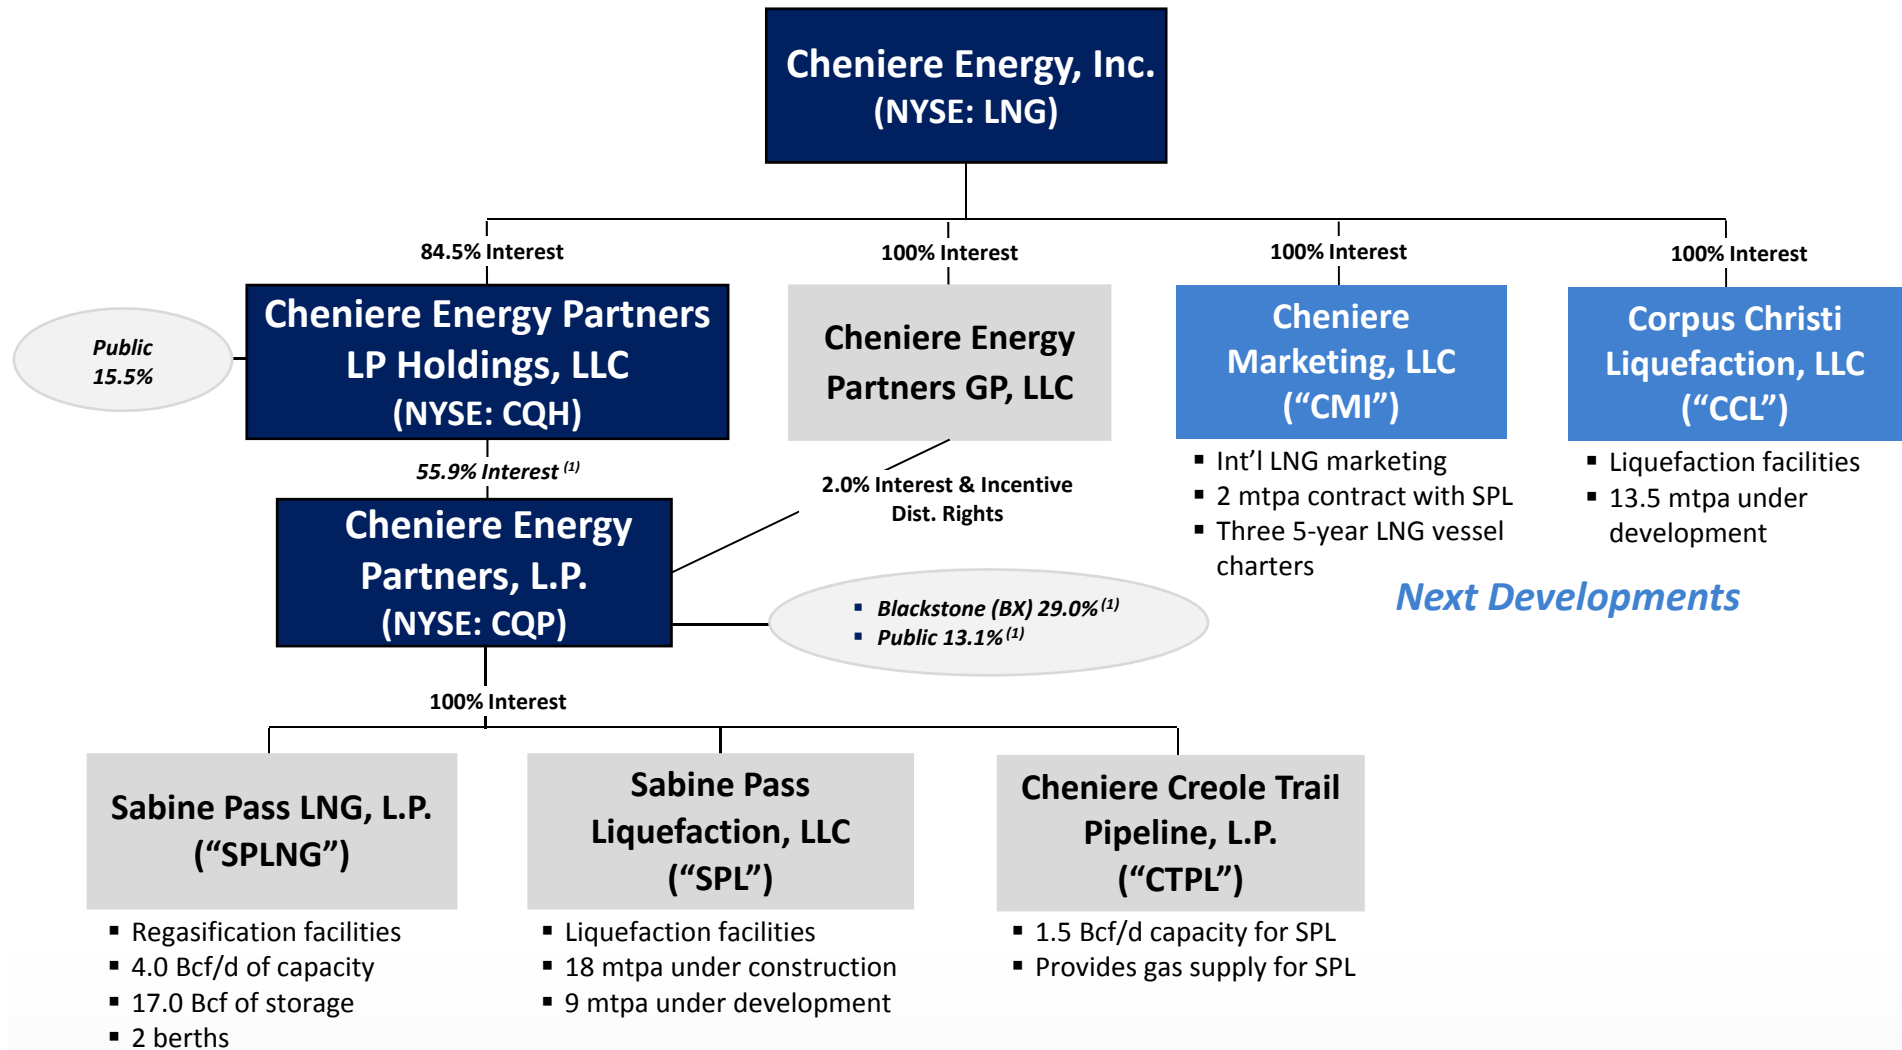 Cheniere Energy, Inc.
(NYSE: LNG)
84.5% Interest
100% Interest
100% Interest
100% Interest
Public
15.5%
Cheniere Energy Partners
LP Holdings, LLC
(NYSE: CQH)
Cheniere Energy
Partners GP, LLC
Cheniere
Marketing, LLC
(“CMI”)
Corpus Christi
Liquefaction, LLC
(“CCL”)
▪ Int’l LNG marketing
▪ 2 mtpa contract with SPL
▪ Three 5-year LNG vessel
charters
▪ Liquefaction facilities
▪ 13.5 mtpa under
development
Next Developments
55.9% Interest (1)
2.0% Interest & Incentive
Dist. Rights
Cheniere Energy
Partners, L.P.
(NYSE: CQP)
▪ Blackstone (BX) 29.0% (1)
▪ Public 13.1% (1)
100% Interest
Sabine Pass LNG, L.P.
(“SPLNG”)
▪ Regasification facilities
▪ 4.0 Bcf/d of capacity
▪ 17.0 Bcf of storage
▪ 2 berths
Sabine Pass
Liquefaction, LLC
(“SPL”)
▪ Liquefaction facilities
▪ 18 mtpa under construction
▪ 9 mtpa under development
Cheniere Creole Trail
Pipeline, L.P.
(“CTPL”)
▪ 1.5 Bcf/d capacity for SPL
▪ Provides gas supply for SPL